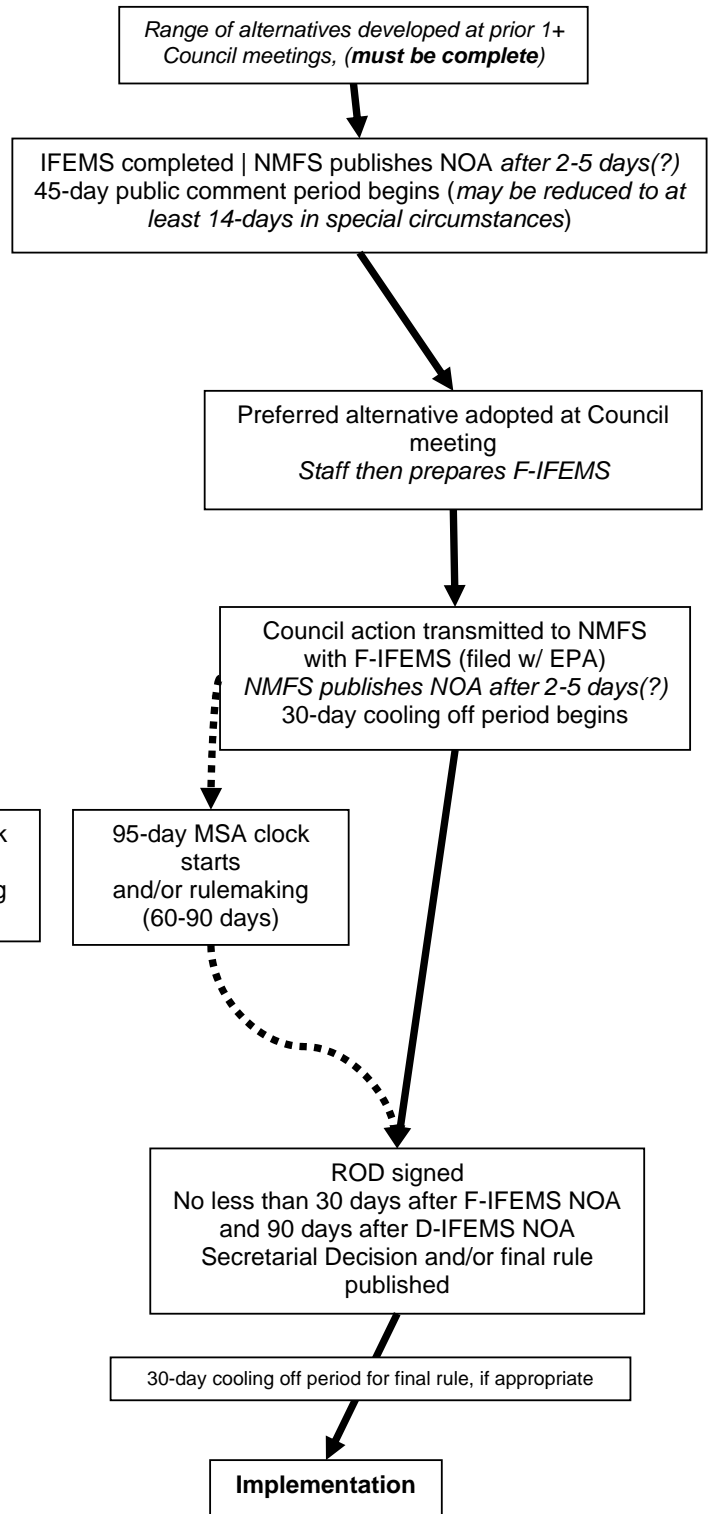 Range of alternatives developed at prior 1+
Council meetings, (must be complete)
IFEMS completed | NMFS publishes NOA after 2-5 days(?)
45-day public comment period begins (may be reduced to at
least 14-days in special circumstances)
Preferred alternative adopted at Council
meeting
Staff then prepares F-IFEMS
Council action transmitted to NMFS
with F-IFEMS (filed w/ EPA)
NMFS publishes NOA after 2-5 days(?)
30-day cooling off period begins
95-day MSA clock
starts
and/or rulemaking
(60-90 days)
ROD signed
No less than 30 days after F-IFEMS NOA
and 90 days after D-IFEMS NOA
Secretarial Decision and/or final rule
published
30-day cooling off period for final rule, if appropriate
Implementation